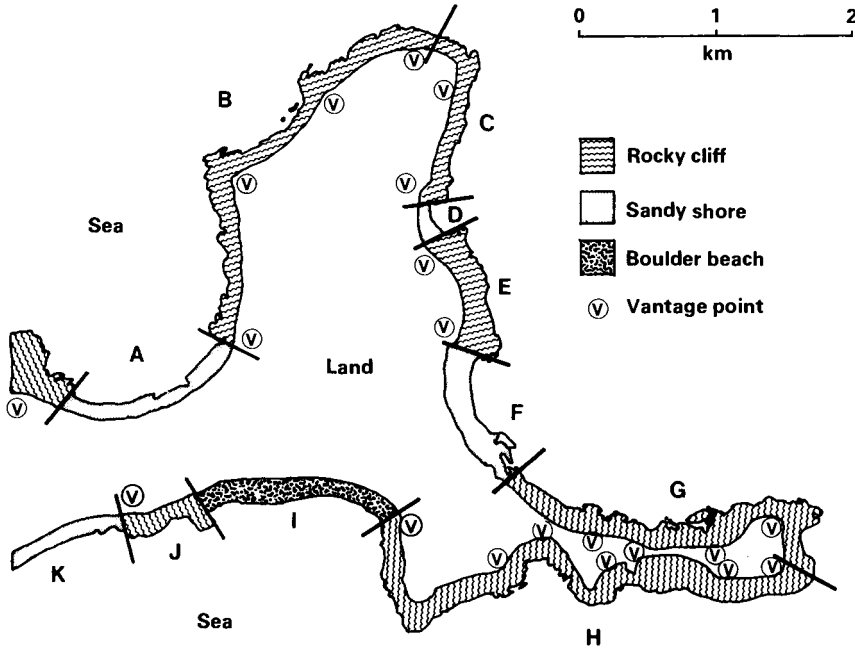 0 1 2
km
B
V
V
V
C
V
V
Rocky cliff
D
Sea
Sandy shore
V
Boulder beach
E
V Vantage point
A
V
V
Land
V
F
G
V
V
I
V
V
V
V
V
V
V
V
V
J
K
Sea
H